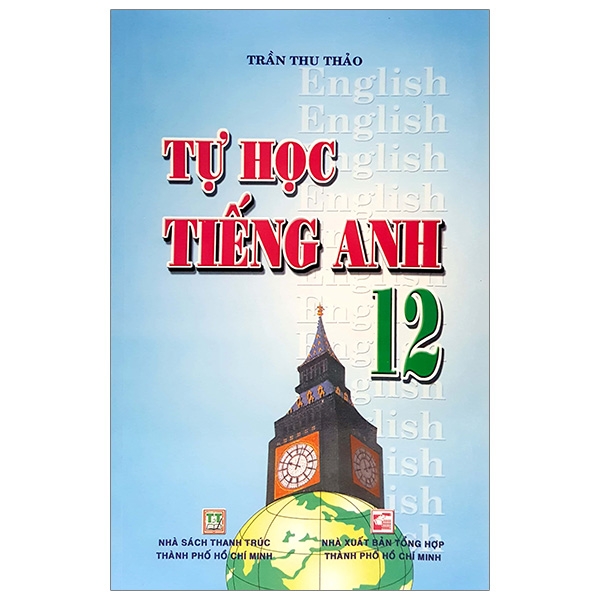 TRẦN THU THẢO
English
English
English
TỰ HỌC
English
TIẾNG ANH
English
12
English
English
English
NHÀ SÁCH THANH TRÚC
THÀNH PHỐ HỒ CHÍ MINH
NHÀ XUẤT BẢN TỔNG HỢP
THÀNH PHỐ HỒ CHÍ MINH